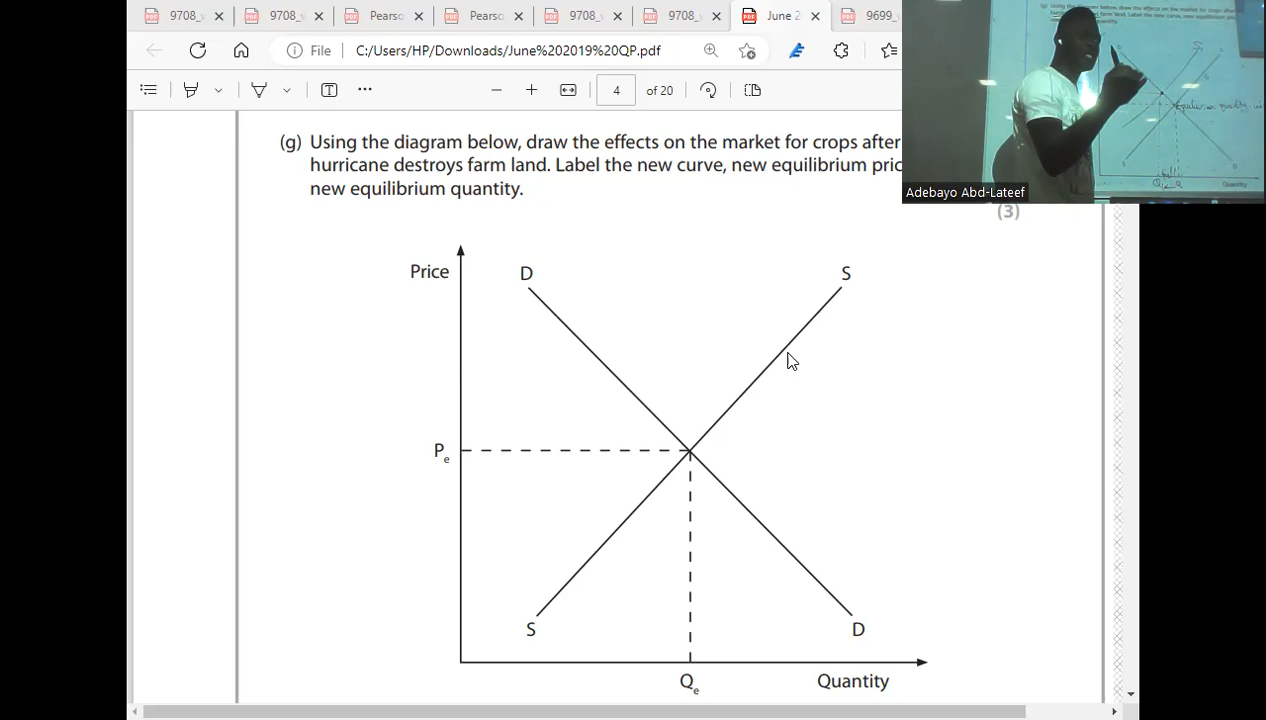 9708_
9708_
Pearso
Pearso
9708_
9708_
June 2
9699_
File
C:/Users/HP/Downloads/June%202019%20QP.pdf
4 of 20
(g) Using the diagram below, draw the effects on the market for crops after
hurricane destroys farm land. Label the new curve, new equilibrium pric
new equilibrium quantity.
(3)
Adebayo Abd-Lateef
Price
D
S
Pe
S
D
Qe
Quantity